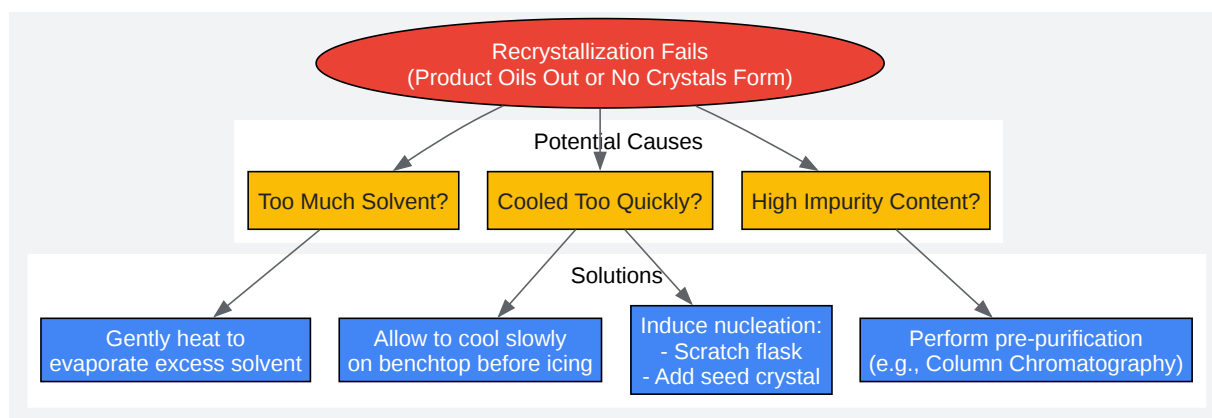 Recrystallization Fails
(Product Oils Out or No Crystals Form)
Potential Causes
Too Much Solvent?
Cooled Too Quickly?
High Impurity Content?
Solutions
Gently heat to
evaporate excess solvent
Allow to cool slowly
on benchtop before icing
Induce nucleation:
- Scratch flask
- Add seed crystal
Perform pre-purification
(e.g., Column Chromatography)